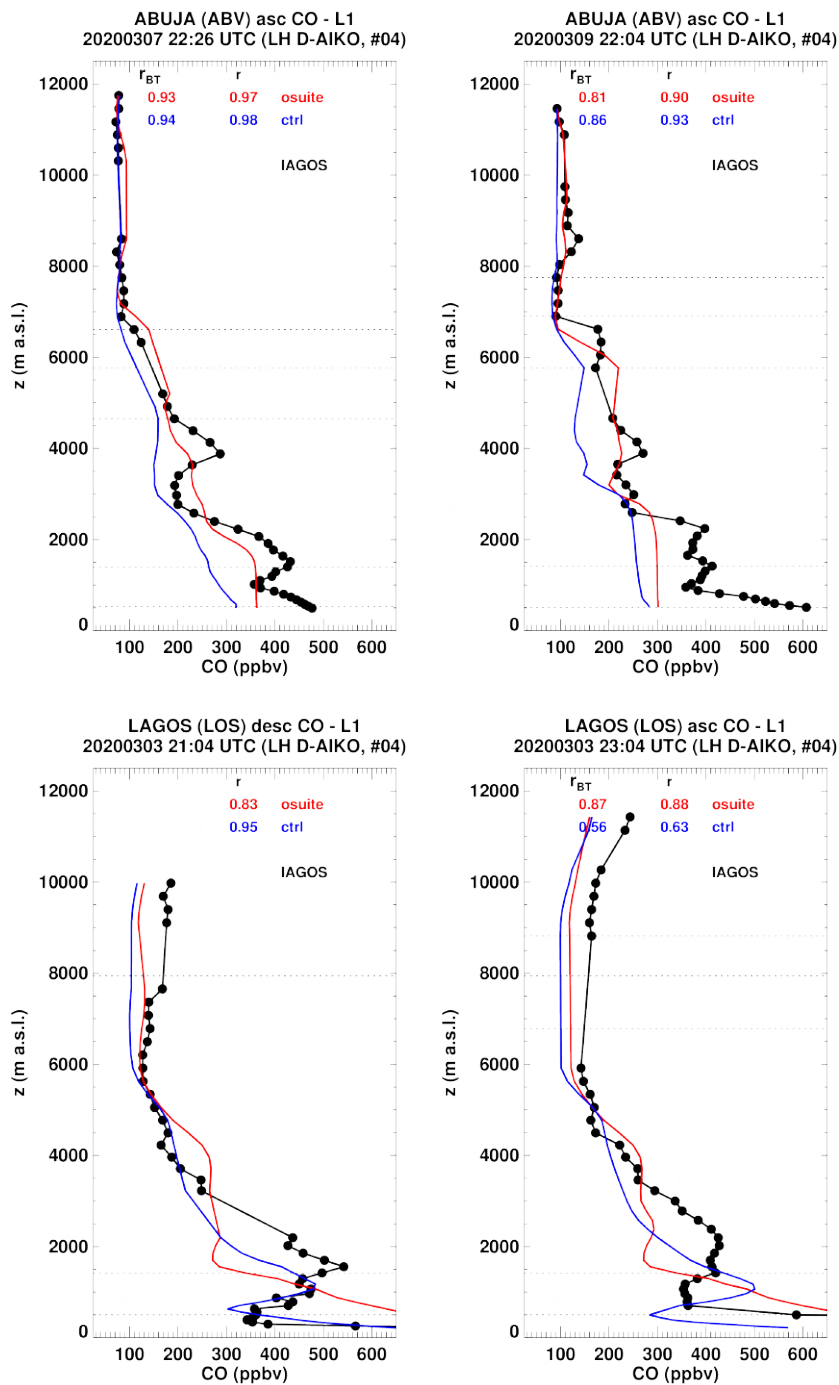 ABUJA (ABV) asc CO - L1
20200307 22:26 UTC (LH D-AIKO, #04)
rBT r
0.93 0.97 osuite
0.94 0.98 ctrl
IAGOS
12000
10000
8000
6000
4000
2000
0
z (m a.s.l.)
100 200 300 400 500 600
CO (ppbv)
ABUJA (ABV) asc CO - L1
20200309 22:04 UTC (LH D-AIKO, #04)
rBT r
0.81 0.90 osuite
0.86 0.93 ctrl
IAGOS
12000
10000
8000
6000
4000
2000
0
z (m a.s.l.)
100 200 300 400 500 600
CO (ppbv)
LAGOS (LOS) desc CO - L1
20200303 21:04 UTC (LH D-AIKO, #04)
r
0.83 osuite
0.95 ctrl
IAGOS
12000
10000
8000
6000
4000
2000
0
z (m a.s.l.)
100 200 300 400 500 600
CO (ppbv)
LAGOS (LOS) asc CO - L1
20200303 23:04 UTC (LH D-AIKO, #04)
rBT r
0.87 0.88 osuite
0.56 0.63 ctrl
IAGOS
12000
10000
8000
6000
4000
2000
0
z (m a.s.l.)
100 200 300 400 500 600
CO (ppbv)